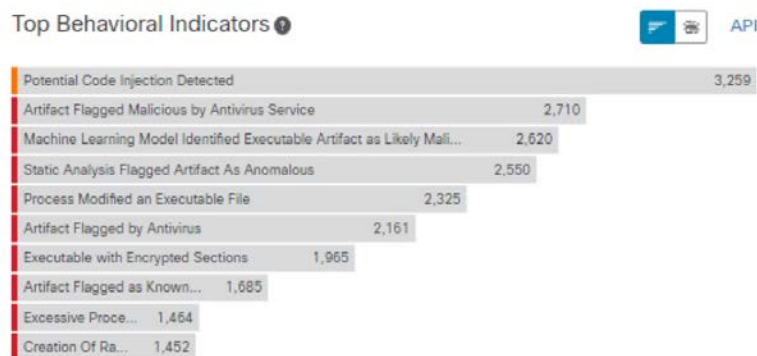 Top Behavioral Indicators ?
API
Potential Code Injection Detected 3,259
Artifact Flagged Malicious by Antivirus Service 2,710
Machine Learning Model Identified Executable Artifact as Likely Mali... 2,620
Static Analysis Flagged Artifact As Anomalous 2,550
Process Modified an Executable File 2,325
Artifact Flagged by Antivirus 2,161
Executable with Encrypted Sections 1,965
Artifact Flagged as Known... 1,685
Excessive Proce... 1,464
Creation Of Ra... 1,452